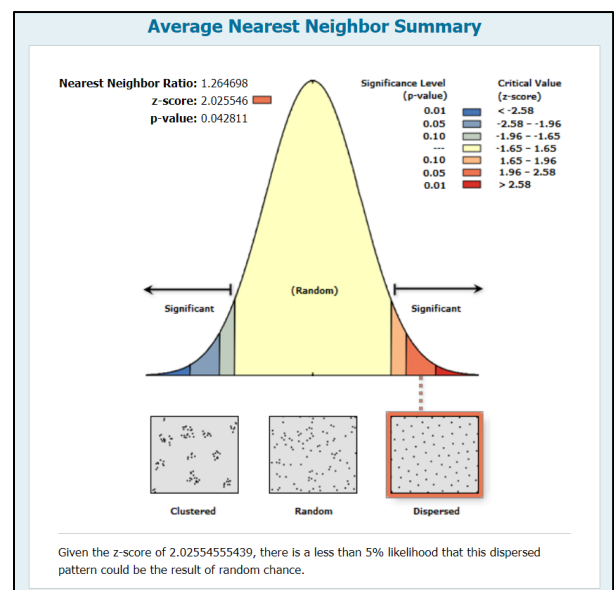 Average Nearest Neighbor Summary
Nearest Neighbor Ratio: 1.264698
z-score: 2.025546
p-value: 0.042811
Significance Level (p-value) Critical Value (z-score)
0.01 < -2.58
0.05 -2.58 – -1.96
0.10 -1.96 – -1.65
--- -1.65 – 1.65
0.10 1.65 – 1.96
0.05 1.96 – 2.58
0.01 > 2.58
(Random)
Significant Significant
Clustered Random Dispersed
Given the z-score of 2.02554555439, there is a less than 5% likelihood that this dispersed
pattern could be the result of random chance.